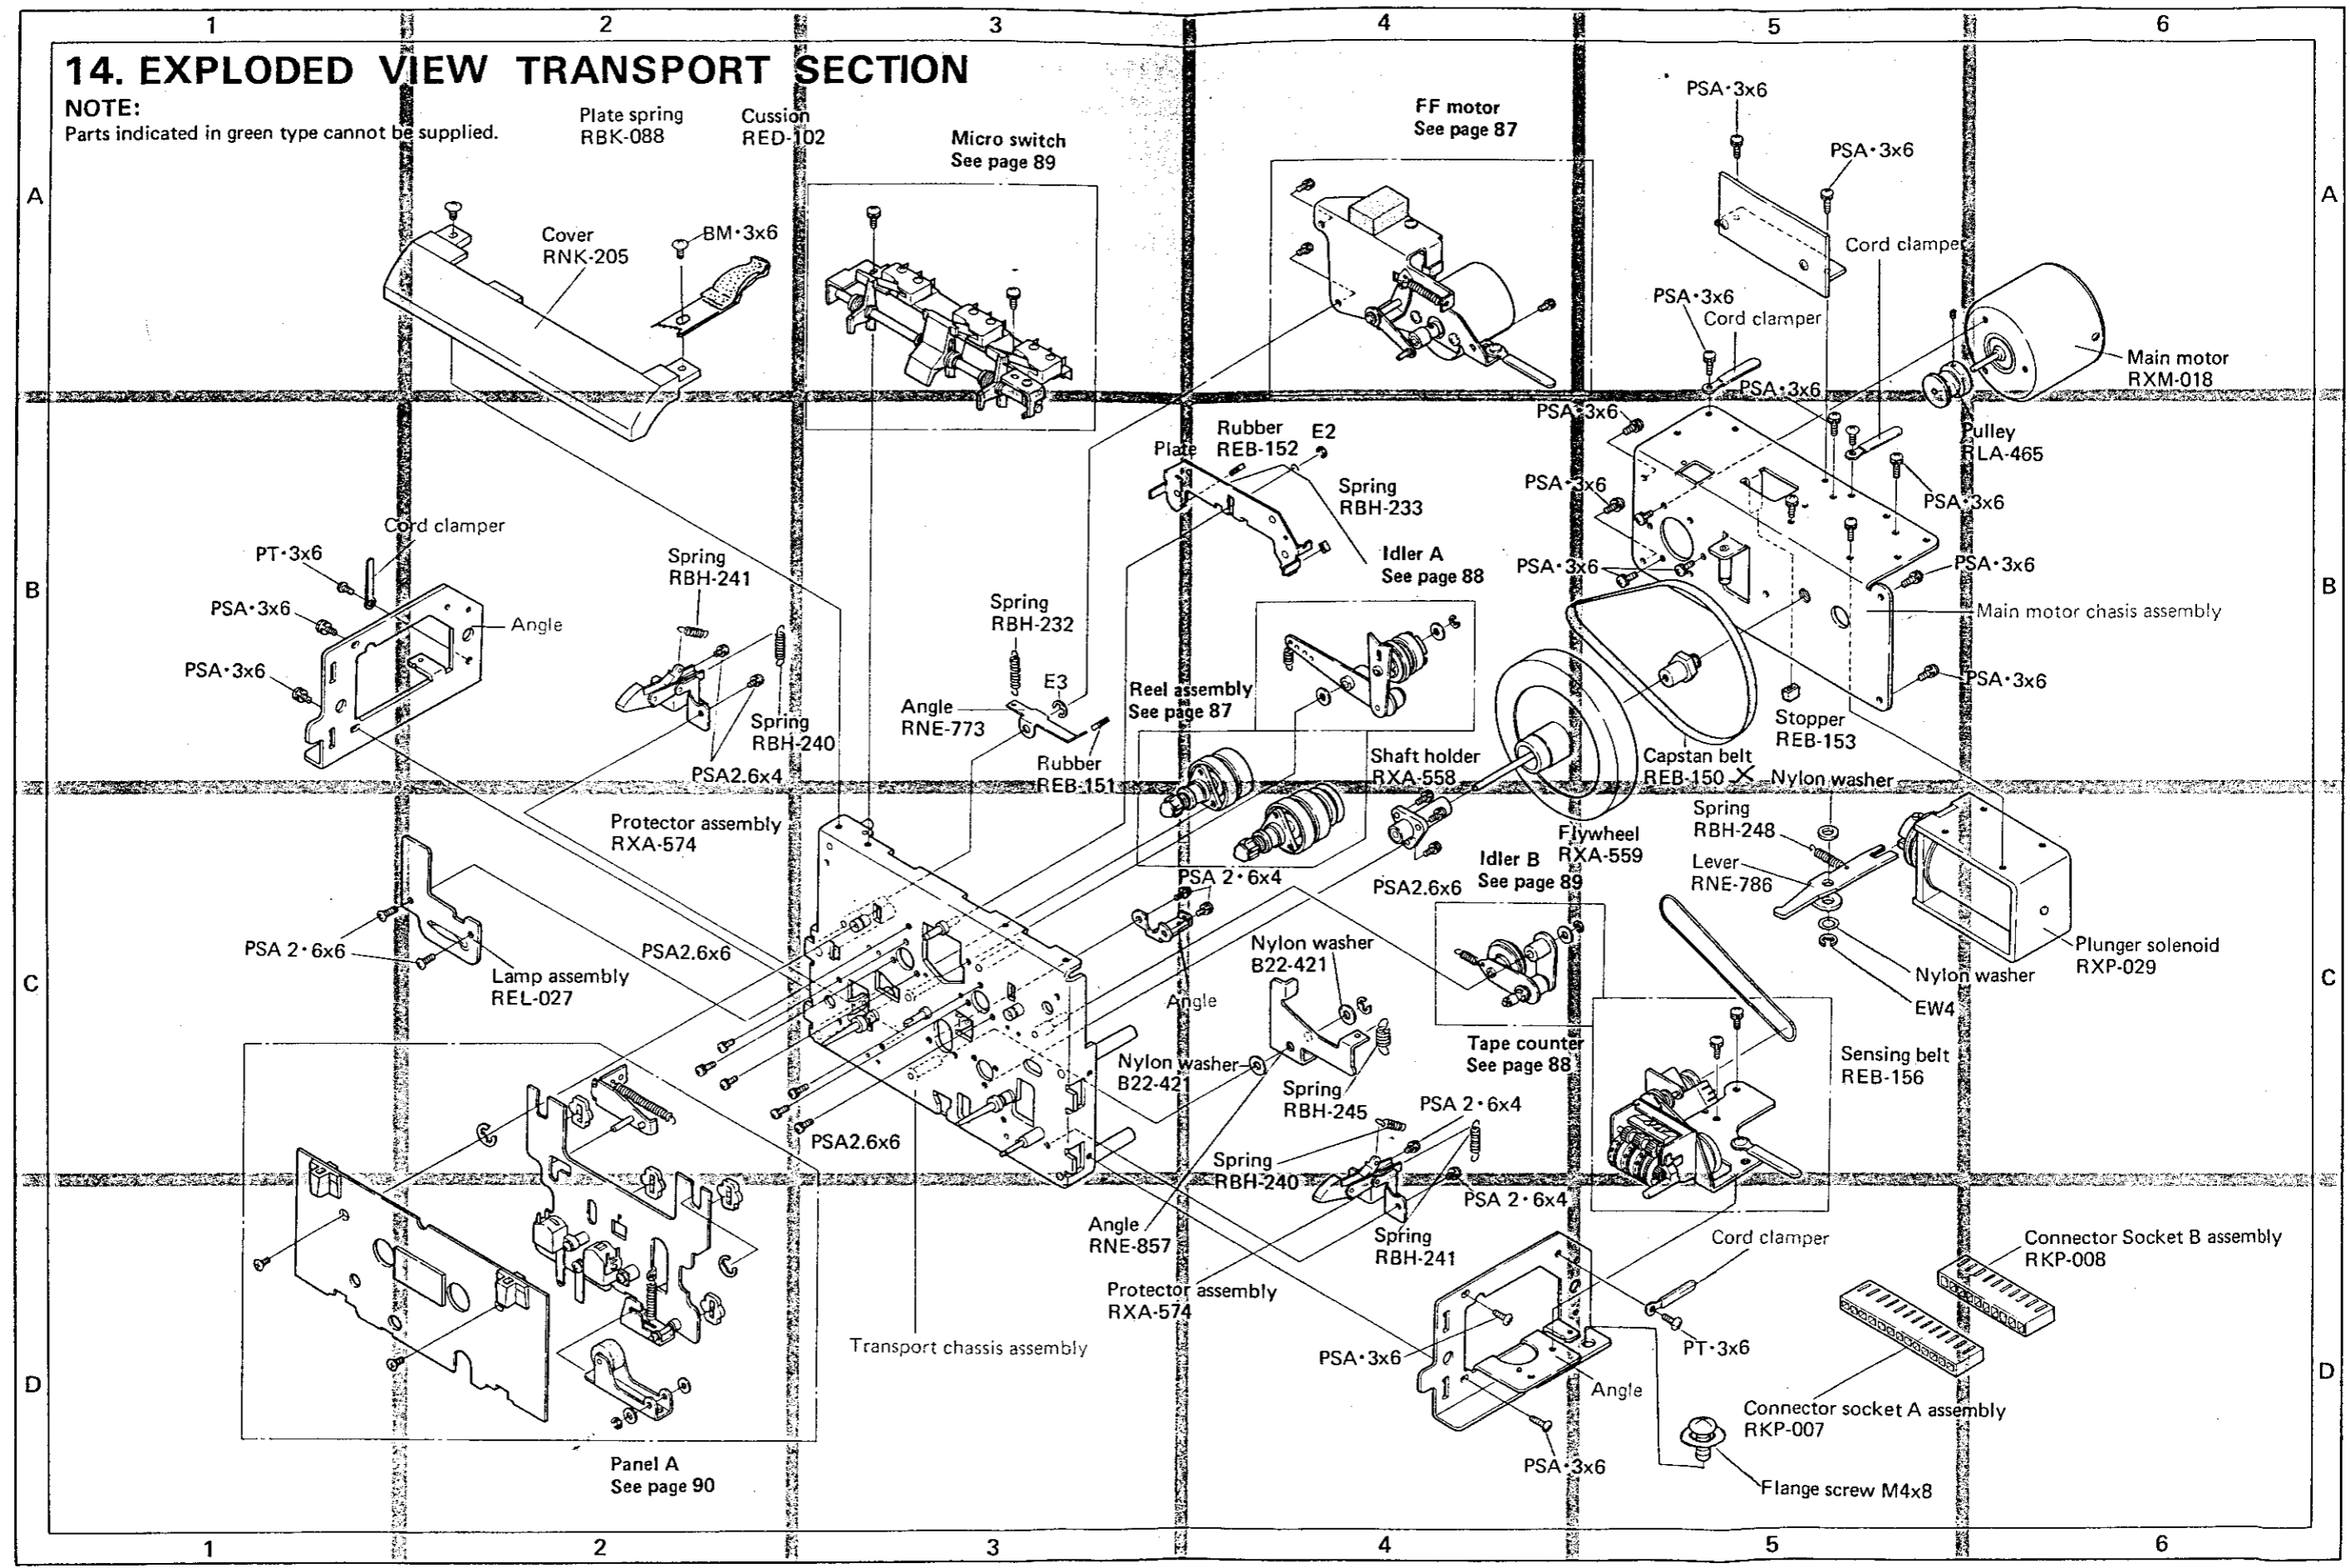 1 2 3 4 5 6
14. EXPLODED VIEW TRANSPORT SECTION
NOTE:
Parts indicated in green type cannot be supplied.
Plate spring
RBK-088
Cussion
RED-102
Micro switch
See page 89
FF motor
See page 87
PSA·3x6
PSA·3x6
A
A
Cover
RNK-205
BM·3x6
Cord clamper
PSA·3x6
Cord clamper
Main motor
RXM-018
PSA·3x6
PSA·3x6
Pulley
RLA-465
Plate
Rubber
REB-152
E2
Spring
RBH-233
PSA·3x6
PSA·3x6
Idler A
See page 88
PSA·3x6
PSA·3x6
Main motor chasis assembly
PSA·3x6
Cord clamper
PT·3x6
PSA·3x6
Angle
PSA·3x6
B
B
Spring
RBH-241
Spring
RBH-240
PSA2.6x4
Spring
RBH-232
E3
Angle
RNE-773
Rubber
REB-151
Reel assembly
See page 87
Shaft holder
RXA-558
Stopper
REB-153
Capstan belt
REB-150 X
Nylon washer
Protector assembly
RXA-574
Flywheel
RXA-559
Spring
RBH-248
Lever
RNE-786
Idler B
See page 89
PSA2.6x6
PSA 2·6x4
PSA 2·6x6
Lamp assembly
REL-027
PSA2.6x6
Nylon washer
B22-421
Angle
Plunger solenoid
RXP-029
Nylon washer
EW4
C
C
Tape counter
See page 88
Sensing belt
REB-156
Nylon washer
B22-421
Spring
RBH-245
PSA 2·6x4
PSA2.6x6
Spring
RBH-240
PSA 2·6x4
Angle
RNE-857
Spring
RBH-241
Cord clamper
Connector Socket B assembly
RKP-008
Protector assembly
RXA-574
Transport chassis assembly
PSA·3x6
PT·3x6
Angle
D
D
Connector socket A assembly
RKP-007
Panel A
See page 90
PSA·3x6
Flange screw M4x8
1 2 3 4 5 6